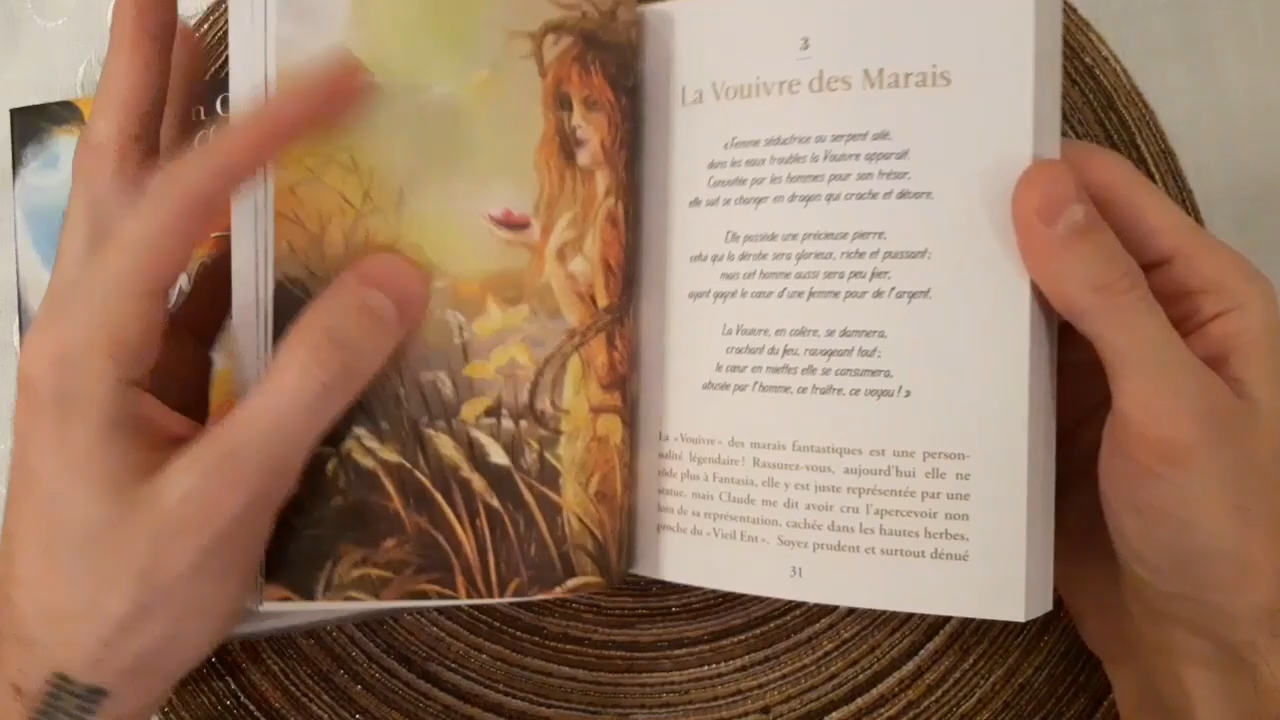 3
La Vouivre des Marais
«Femme séductrice ou serpent ailé,
dans les eaux troubles la Vouivre apparaît.
Convoitée par les hommes pour son trésor,
elle sait se changer en dragon qui crache et dévore.
Elle possède une précieuse pierre,
celui qui la dérobe sera glorieux, riche et puissant;
mais cet homme aussi sera peu fier,
ayant gagné le cœur d'une femme pour de l'argent.
La Vouivre, en colère, se damnera,
crachant du feu, ravageant tout;
le cœur en miettes elle se consumera,
abusée par l'homme, ce traître, ce voyou! »
La «Vouivre» des marais fantastiques est une person-
nalité légendaire! Rassurez-vous, aujourd'hui elle ne
rôde plus à Fantasia, elle y est juste représentée par une
statue, mais Claude me dit avoir cru l'apercevoir non
loin de sa représentation, cachée dans les hautes herbes,
proche du «Vieil Ent». Soyez prudent et surtout dénué
31